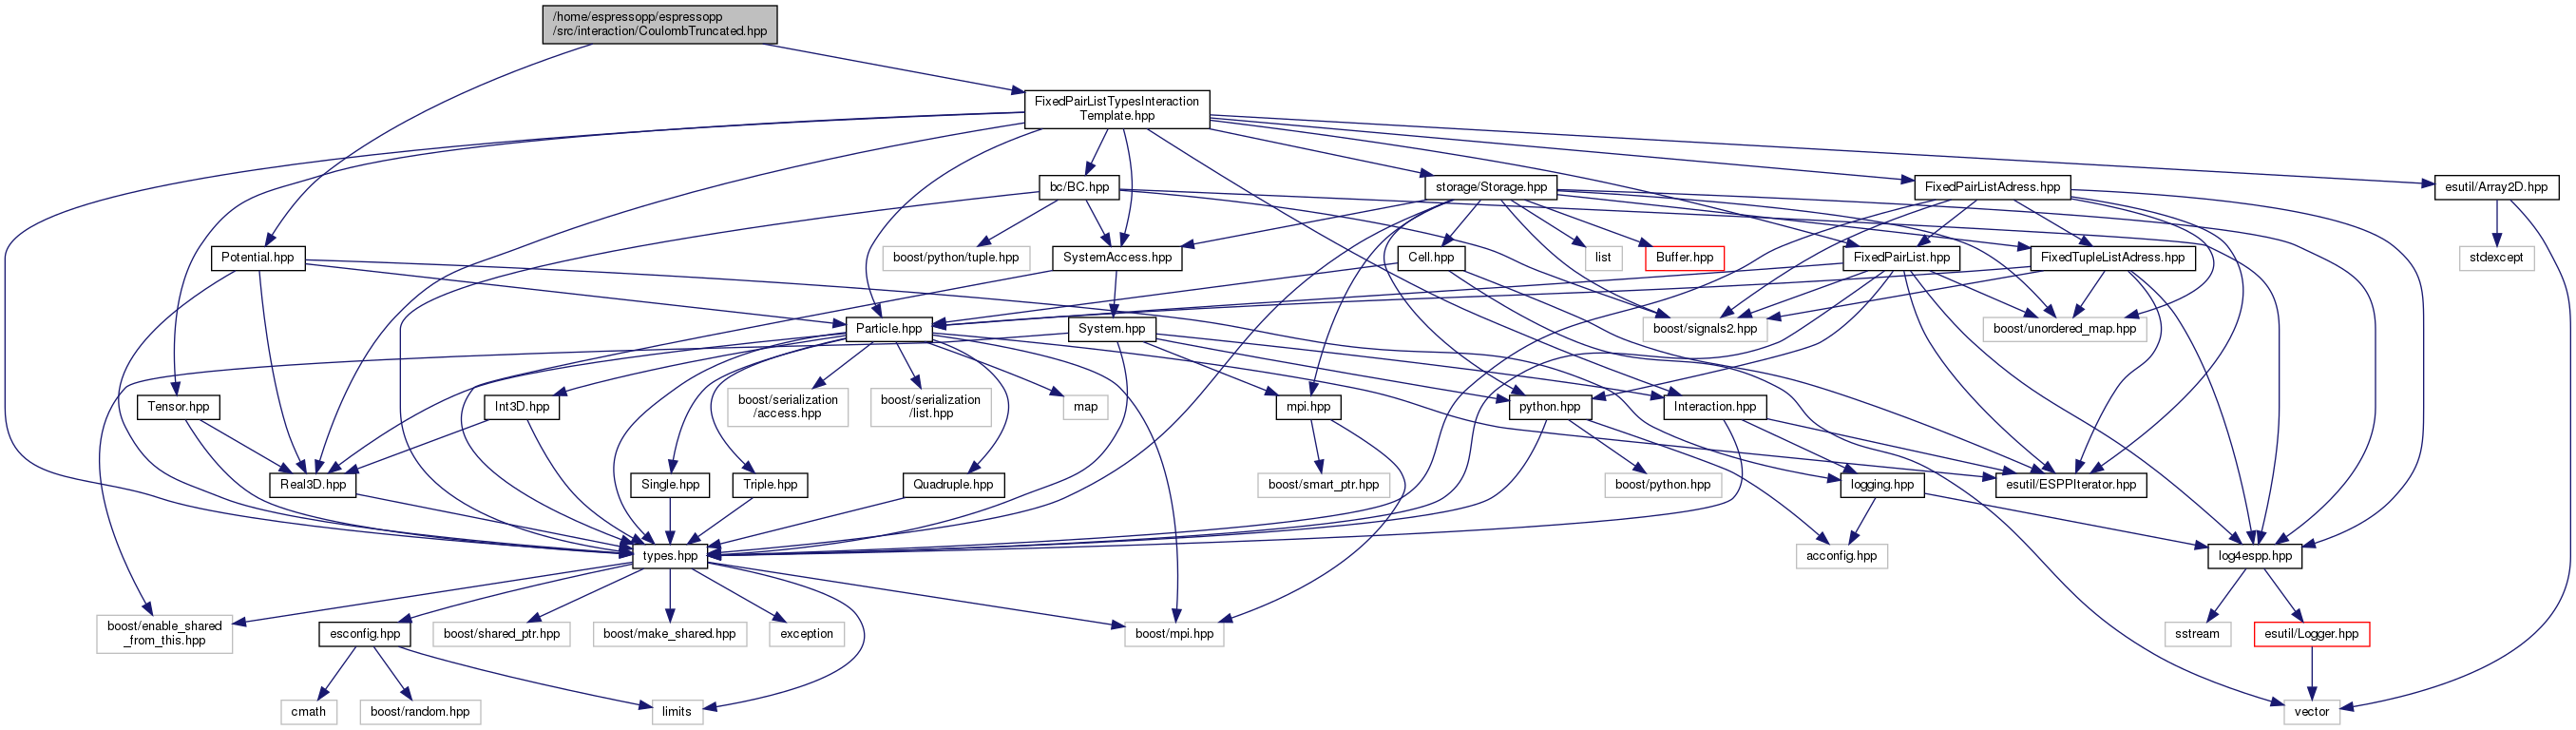 /home/espressopp/espressopp
/src/interaction/CoulombTruncated.hpp
FixedPairListTypesInteraction
Template.hpp
bc/BC.hpp
storage/Storage.hpp
FixedPairListAdress.hpp
esutil/Array2D.hpp
Potential.hpp
boost/python/tuple.hpp
SystemAccess.hpp
Cell.hpp
list
Buffer.hpp
FixedPairList.hpp
FixedTupleListAdress.hpp
stdexcept
Particle.hpp
System.hpp
boost/signals2.hpp
boost/unordered_map.hpp
Tensor.hpp
Int3D.hpp
boost/serialization
/access.hpp
boost/serialization
/list.hpp
map
mpi.hpp
python.hpp
Interaction.hpp
Real3D.hpp
Single.hpp
Triple.hpp
Quadruple.hpp
boost/smart_ptr.hpp
boost/python.hpp
logging.hpp
esutil/ESPPIterator.hpp
types.hpp
acconfig.hpp
log4espp.hpp
boost/enable_shared
_from_this.hpp
esconfig.hpp
boost/shared_ptr.hpp
boost/make_shared.hpp
exception
boost/mpi.hpp
sstream
esutil/Logger.hpp
cmath
boost/random.hpp
limits
vector